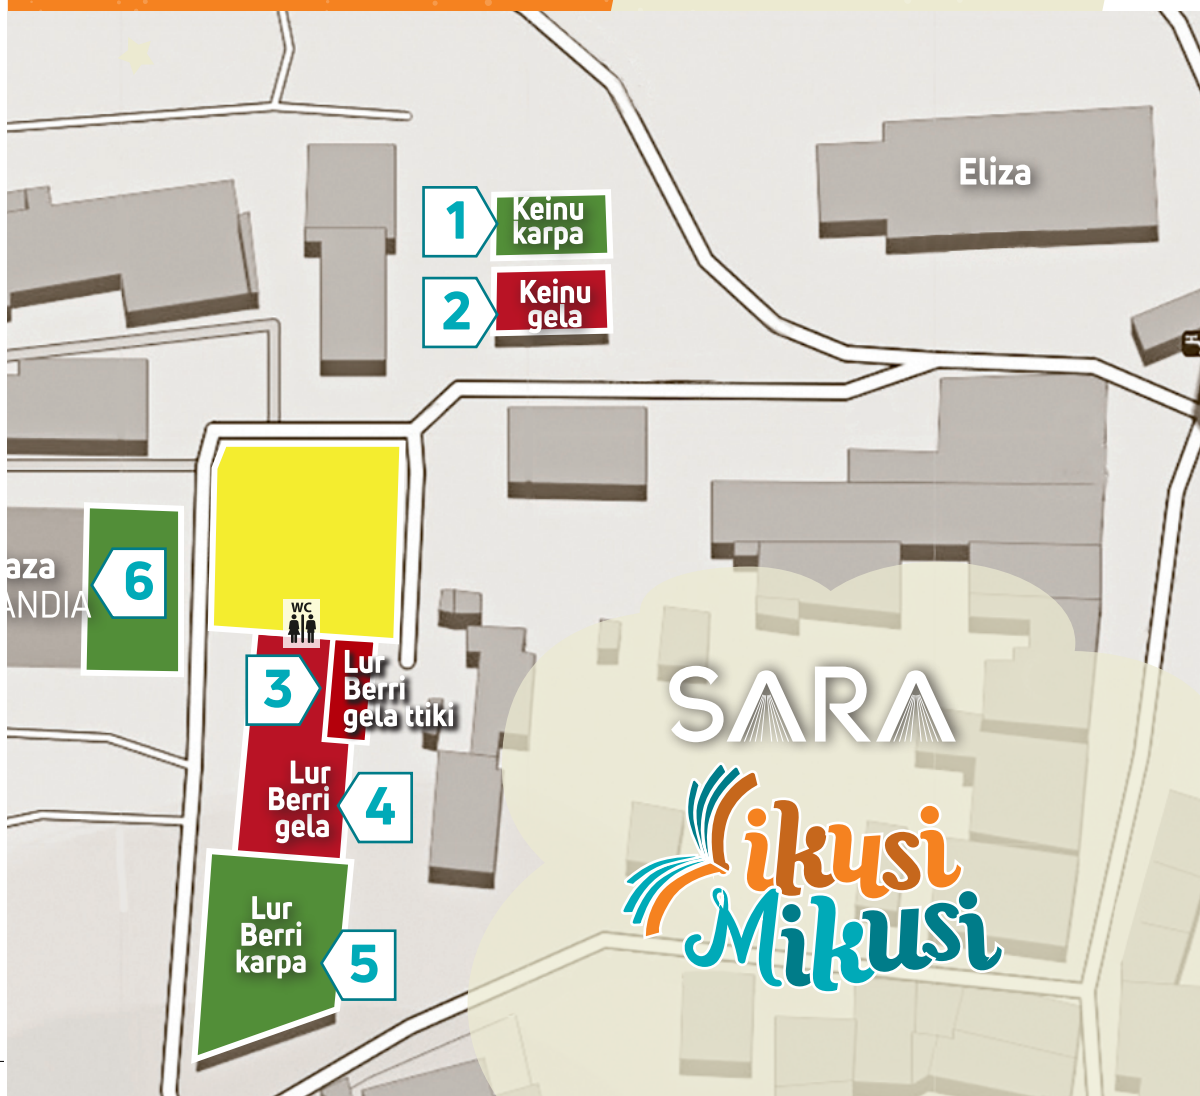 Eliza
1
Keinu
karpa
2
Keinu
gela
6
aza
ANDIA
WC
3
Lur
Berri
gela ttiki
Lur
Berri
gela
4
Lur
Berri
karpa
5
SARA
ikusi
Mikusi
H